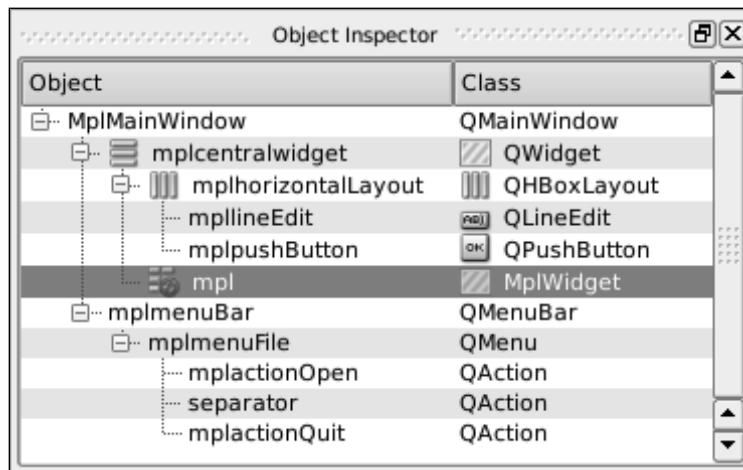 Object Inspector
Object Class
MplMainWindow QMainWindow
mplcentralwidget QWidget
mplhorizontalLayout QHBoxLayout
mpllineEdit QLineEdit
mplpushButton OK QPushButton
mpl MplWidget
mplmenuBar QMenuBar
mplmenuFile QMenu
mplactionOpen QAction
separator QAction
mplactionQuit QAction